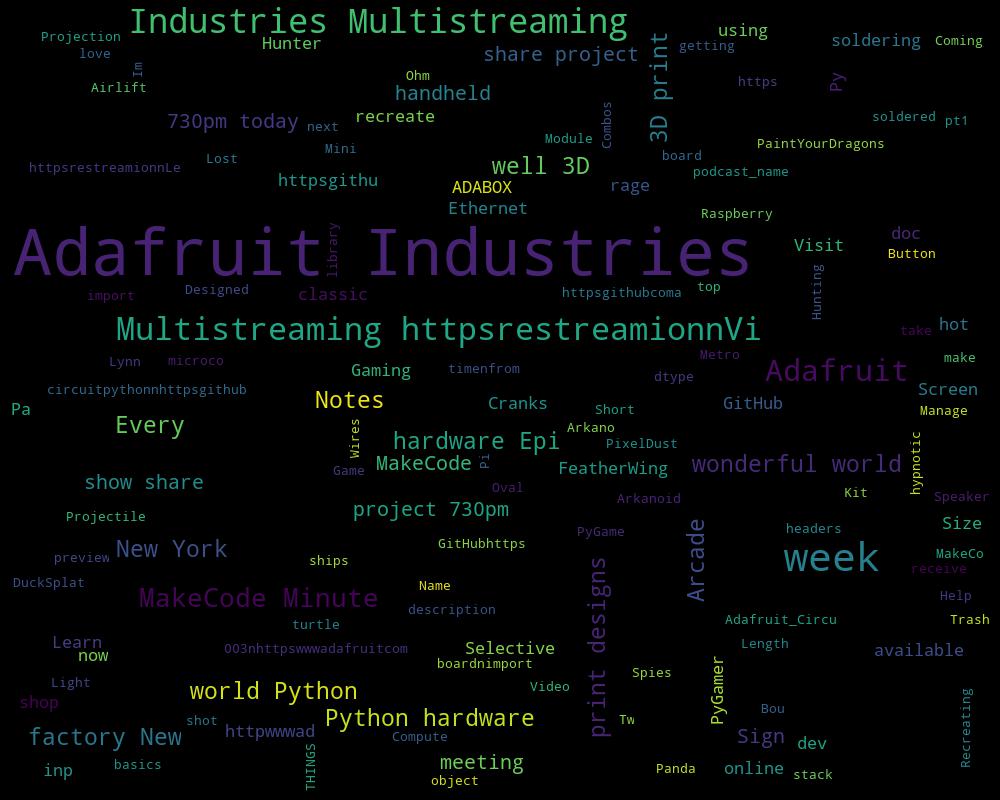 Industries Multistreaming
Projection
Hunter
using
soldering
Coming
love
share project
getting
3D print
Im
Airlift
Ohm
handheld
https
Py
730pm today
next
recreate
Combos
soldered
pt1
Module
PaintYourDragons
Mini
Lost
board
httpsrestreamionnLe
well 3D
podcast_name
httpsgithu
ADABOX
rage
Ethernet
Raspberry
Adafruit Industries
library
Visit
doc
Button
import
Designed
classic
httpsgithubcoma
top
Hunting
Multistreaming httpsrestreamionnVi
take
hot
Lynn
microco
Metro
make
Gaming
timenfrom
dtype
Adafruit
circuitpythonnhttpsgithub
Screen
Notes
Cranks
Short
GitHub
Pa
Manage
Every
Wires
hardware Epi
Arkano
PixelDust
hypnotic
Game
MakeCode
Pi
FeatherWing
wonderful world
show share
Oval
Arkanoid
Kit
Speaker
project 730pm
Projectile
PyGame
Arcade
headers
Size
preview
New York
ships
GitHubhttps
week
MakeCo
receive
DuckSplat
Name
MakeCode Minute
description
print designs
Help
turtle
Adafruit_Circu
Trash
Learn
now
OO3nhttpswwwadafruitcom
Selective
Length
available
boardnimport
Light
Video
Spies
PyGamer
shop
world Python
Bou
Recreating
shot
Python hardware
Tw
factory New
httpwwwad
Compute
Sign
dev
inp
basics
THINGS
meeting
Panda
online
stack
object